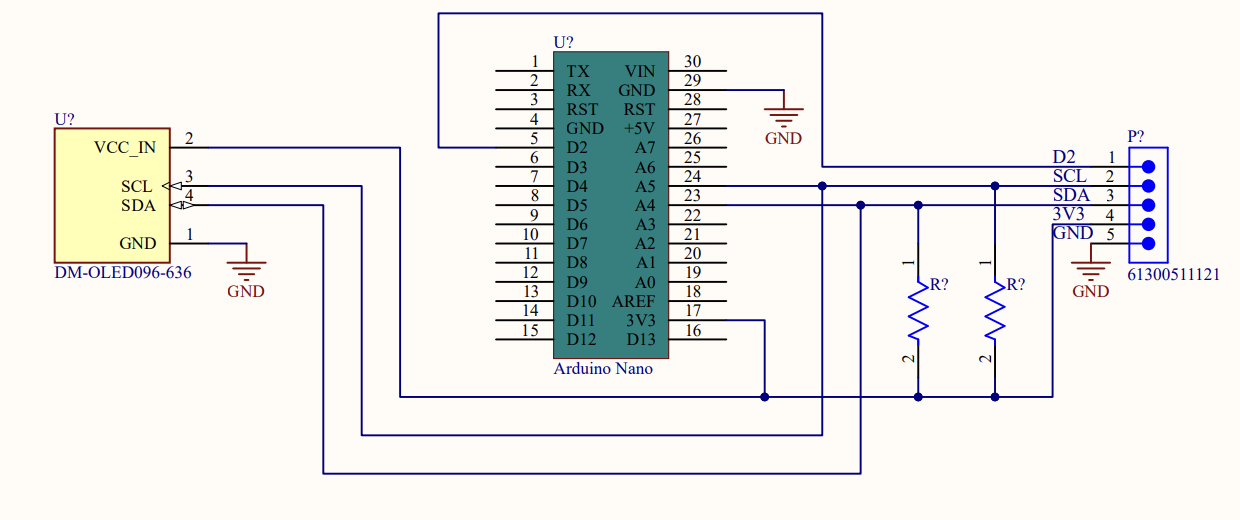 U?
VCC_IN 2
SCL 3
SDA 4
GND 1
DM-OLED096-636
GND
U?
1 TX VIN 30
2 RX GND 29
3 RST RST 28
4 GND +5V 27
5 D2 A7 26
6 D3 A6 25
7 D4 A5 24
8 D5 A4 23
9 D6 A3 22
10 D7 A2 21
11 D8 A1 20
12 D9 A0 19
13 D10 AREF 18
14 D11 3V3 17
15 D12 D13 16
Arduino Nano
GND
1
R?
2
1
R?
2
P?
D2 1
SCL 2
SDA 3
3V3 4
GND 5
61300511121
GND